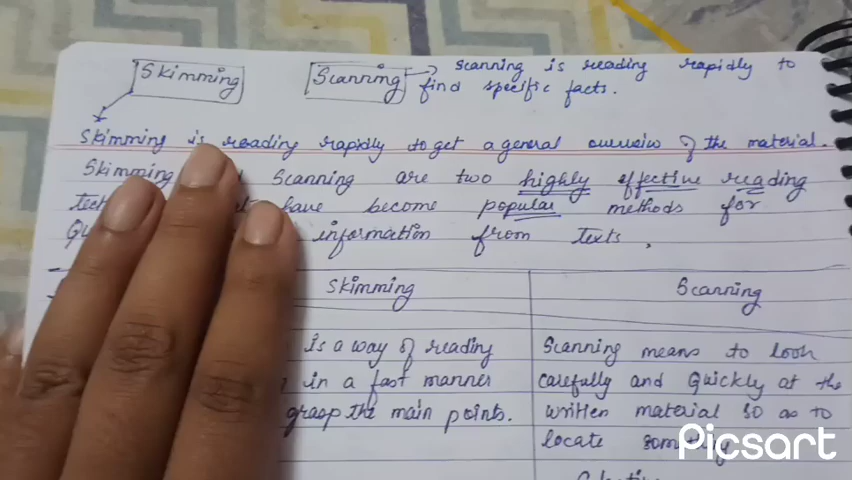 Skimming
Scanning
scanning is reading rapidly to
find specific facts.
Skimming is reading rapidly to get a general overview of the material.
Skimming Scanning are two highly effective reading
have become popular methods for
information from texts,
Skimming
Scanning
is a way of reading
in a fast manner
grasp the main points.
Scanning means to look
carefully and Quickly at the
written material so as to
locate something
Picsart